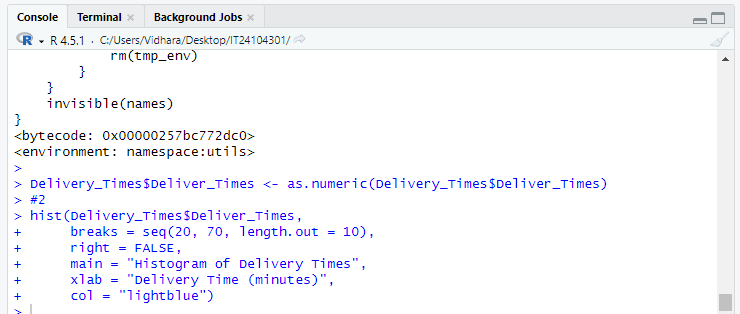 Console Terminal × Background Jobs ×
R R 4.5.1 · C:/Users/Vidhara/Desktop/IT24104301/
            rm(tmp_env)
        }
    }
    invisible(names)
}
<bytecode: 0x00000257bc772dc0>
<environment: namespace:utils>
>
> Delivery_Times$Deliver_Times <- as.numeric(Delivery_Times$Deliver_Times)
> #2
> hist(Delivery_Times$Deliver_Times,
+      breaks = seq(20, 70, length.out = 10),
+      right = FALSE,
+      main = "Histogram of Delivery Times",
+      xlab = "Delivery Time (minutes)",
+      col = "lightblue")
>